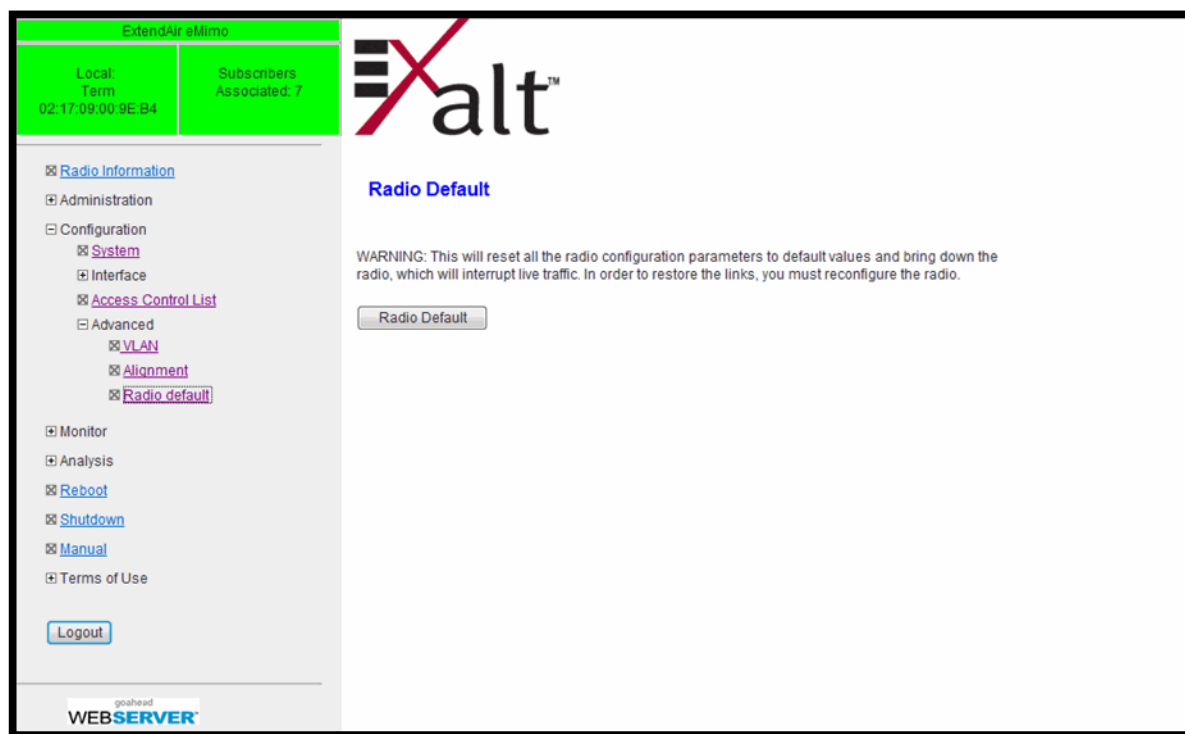 ExtendAir eMimo
Local:
Term
02:17:09:00:9E:B4
Subscribers
Associated: 7
Exalt™
Radio Information
Administration
Configuration
System
Interface
Access Control List
Advanced
VLAN
Alignment
Radio default
Monitor
Analysis
Reboot
Shutdown
Manual
Terms of Use
Logout
goahead
WEBSERVER™
Radio Default
WARNING: This will reset all the radio configuration parameters to default values and bring down the
radio, which will interrupt live traffic. In order to restore the links, you must reconfigure the radio.
Radio Default